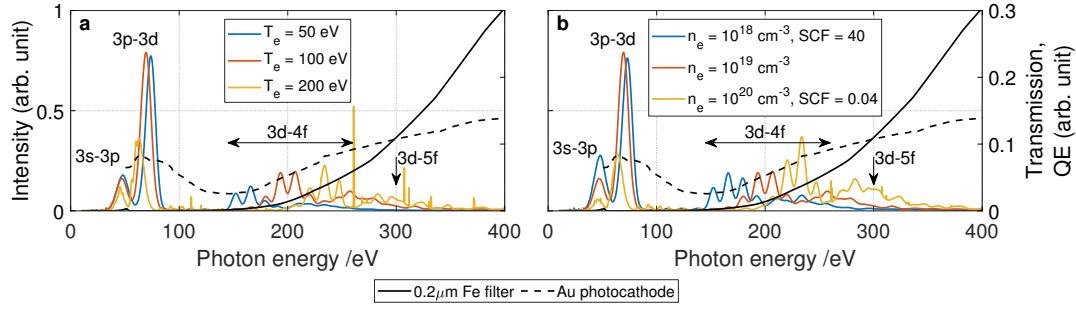 a
3p-3d
3s-3p
3d-4f
3d-5f
T_e = 50 eV
T_e = 100 eV
T_e = 200 eV
Intensity (arb. unit)
1
0.5
0
0 100 200 300 400
Photon energy /eV
b
3p-3d
3s-3p
3d-4f
3d-5f
n_e = 10^18 cm^-3, SCF = 40
n_e = 10^19 cm^-3
n_e = 10^20 cm^-3, SCF = 0.04
0.3
0.2
0.1
0
Transmission,
QE (arb. unit)
0 100 200 300 400
Photon energy /eV
0.2μm Fe filter Au photocathode